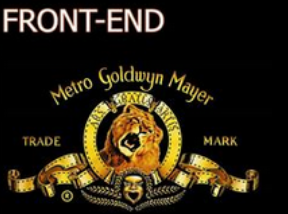 FRONT-END
Metro Goldwyn Mayer
TRADE MARK
®